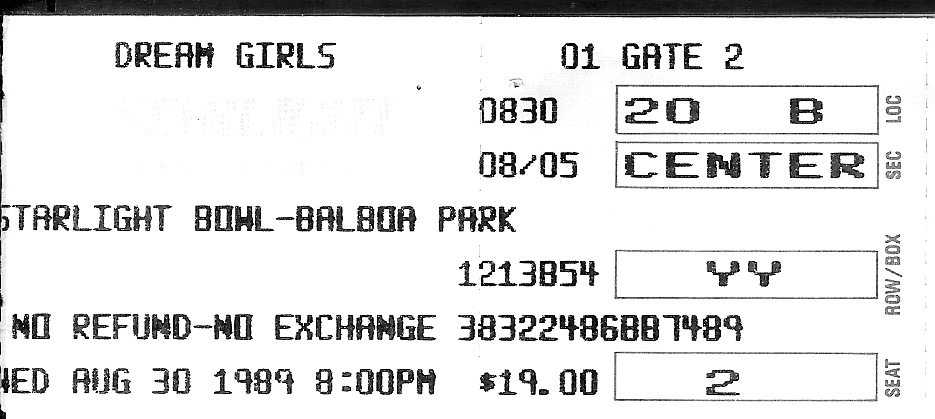 DREAM GIRLS 01 GATE 2
0830 20 B LOC
08/05 CENTER SEC
STARLIGHT BOWL-BALBOA PARK
1213854 YY ROW/BOX
NO REFUND-NO EXCHANGE 38322486887489
WED AUG 30 1989 8:00PM $19.00 2 SEAT